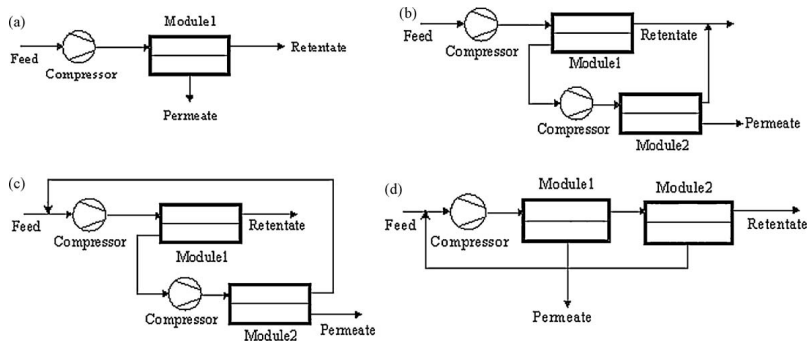 (a)
Module1
Feed
Compressor
Retentate
Permeate
(b)
Feed
Compressor
Retentate
Module1
Compressor
Module2
Permeate
(c)
Feed
Compressor
Retentate
Module1
Compressor
Module2
Permeate
(d)
Module1
Module2
Feed
Compressor
Retentate
Permeate